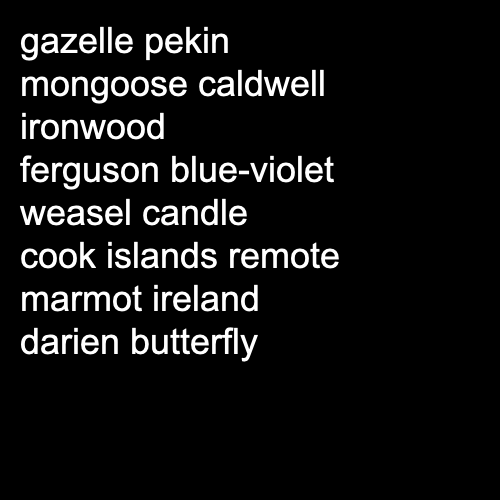 gazelle pekin
mongoose caldwell
ironwood
ferguson blue-violet
weasel candle
cook islands remote
marmot ireland
darien butterfly